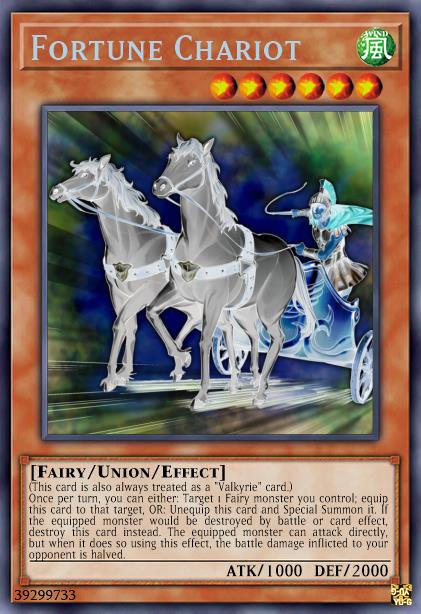 FORTUNE CHARIOT
WIND
風
[FAIRY/UNION/EFFECT]
(This card is also always treated as a "Valkyrie" card.)
Once per turn, you can either: Target 1 Fairy monster you control; equip
this card to that target, OR: Unequip this card and Special Summon it. If
the equipped monster would be destroyed by battle or card effect,
destroy this card instead. The equipped monster can attack directly,
but when it does so using this effect, the battle damage inflicted to your
opponent is halved.
ATK/1000 DEF/2000
39299733